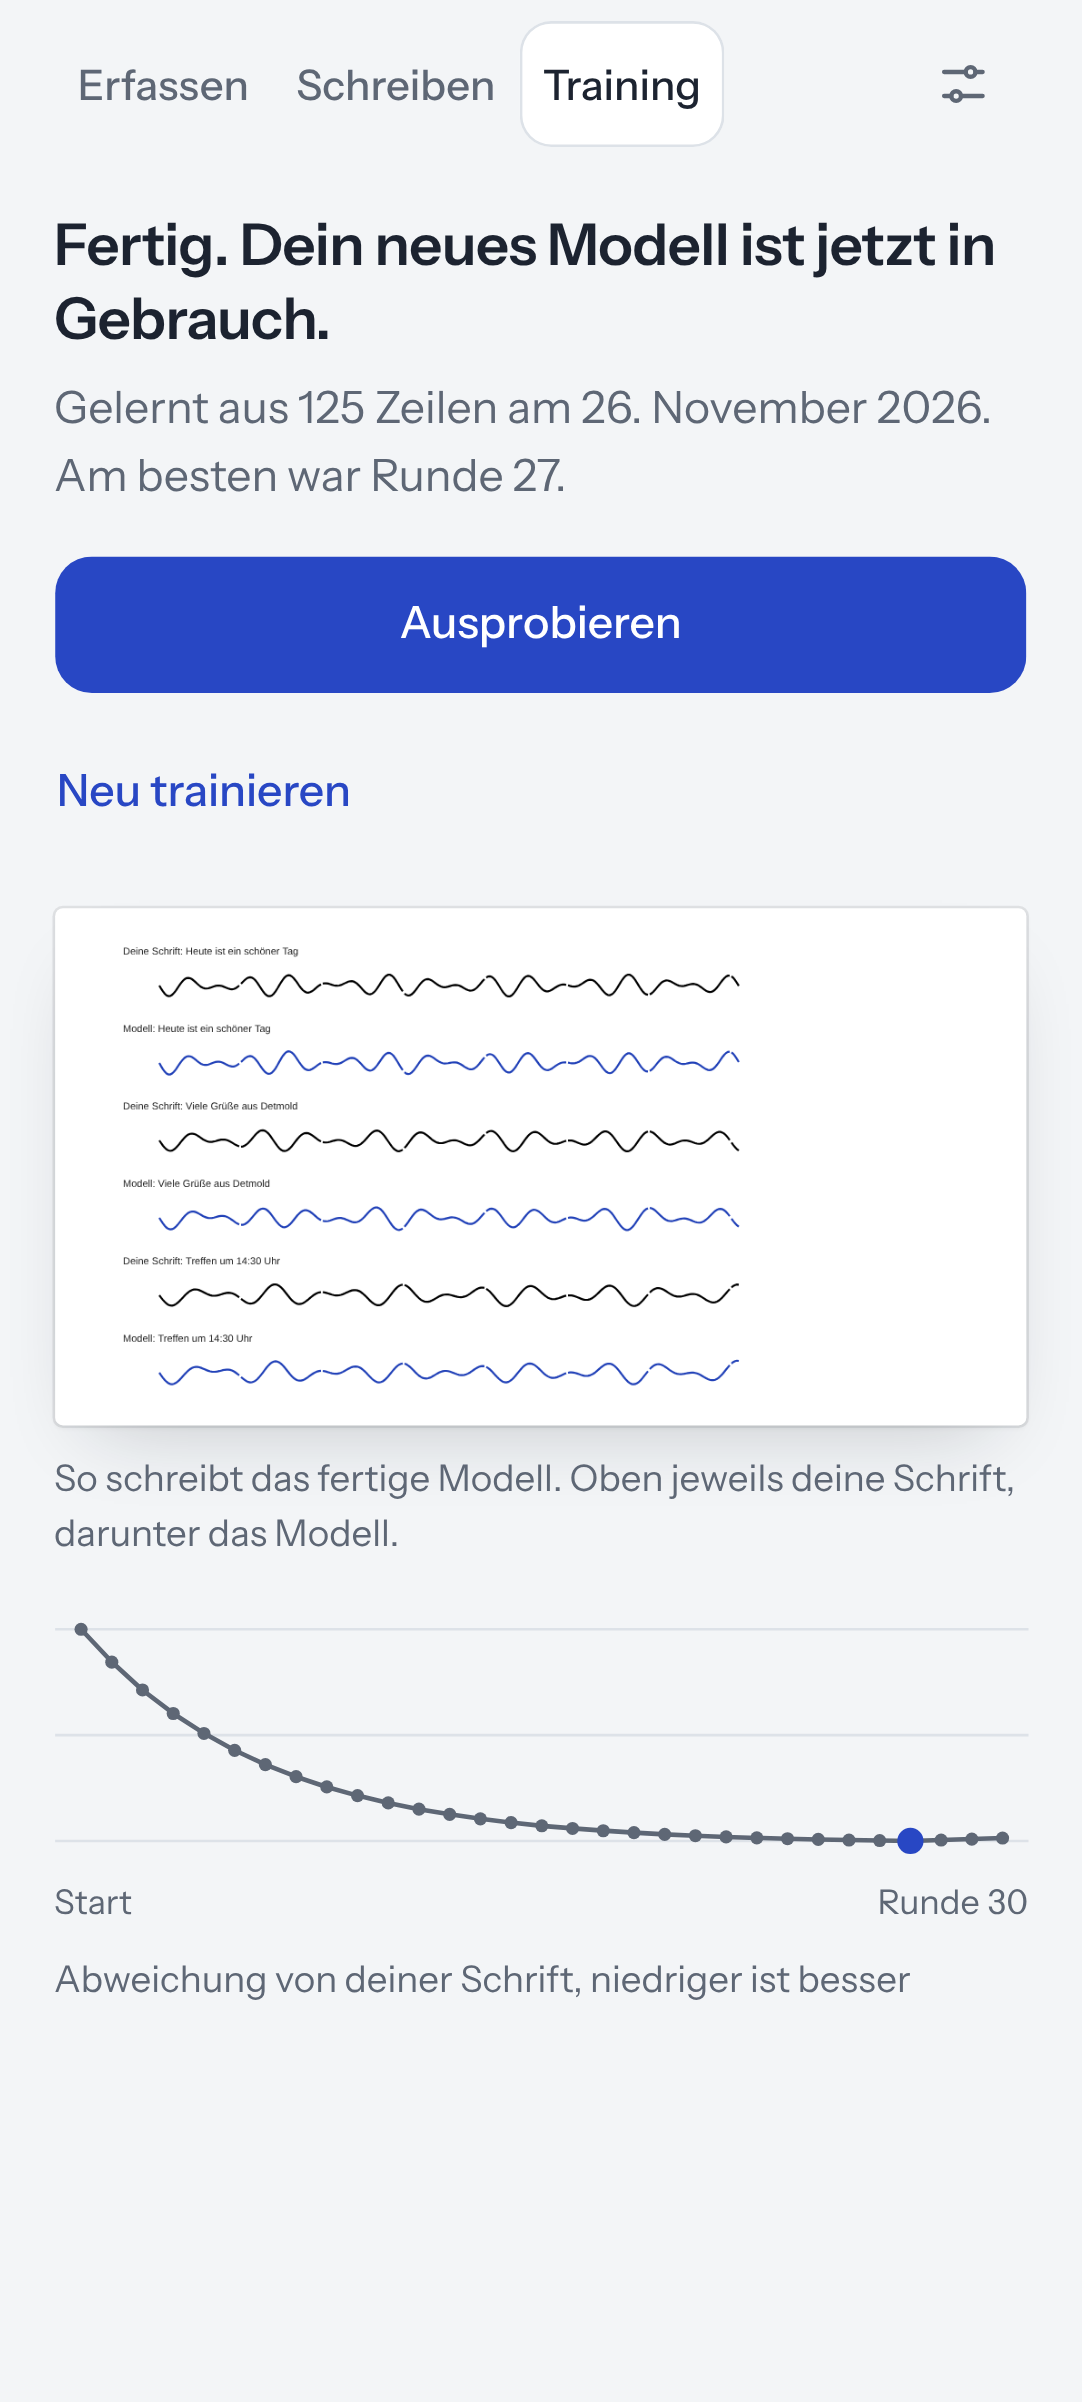 Erfassen Schreiben Training
Fertig. Dein neues Modell ist jetzt in
Gebrauch.
Gelernt aus 125 Zeilen am 26. November 2026.
Am besten war Runde 27.
Ausprobieren
Neu trainieren
Deine Schrift: Heute ist ein schöner Tag
Modell: Heute ist ein schöner Tag
Deine Schrift: Viele Grüße aus Detmold
Modell: Viele Grüße aus Detmold
Deine Schrift: Treffen um 14:30 Uhr
Modell: Treffen um 14:30 Uhr
So schreibt das fertige Modell. Oben jeweils deine Schrift,
darunter das Modell.
Start Runde 30
Abweichung von deiner Schrift, niedriger ist besser